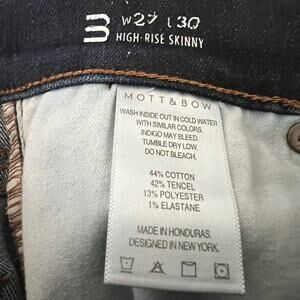 W27 L30
HIGH-RISE SKINNY
MOTT & BOW
WASH INSIDE OUT IN COLD WATER
WITH SIMILAR COLORS.
INDIGO MAY BLEED.
TUMBLE DRY LOW.
DO NOT BLEACH.
44% COTTON
42% TENCEL
13% POLYESTER
1% ELASTANE
MADE IN HONDURAS.
DESIGNED IN NEW YORK.